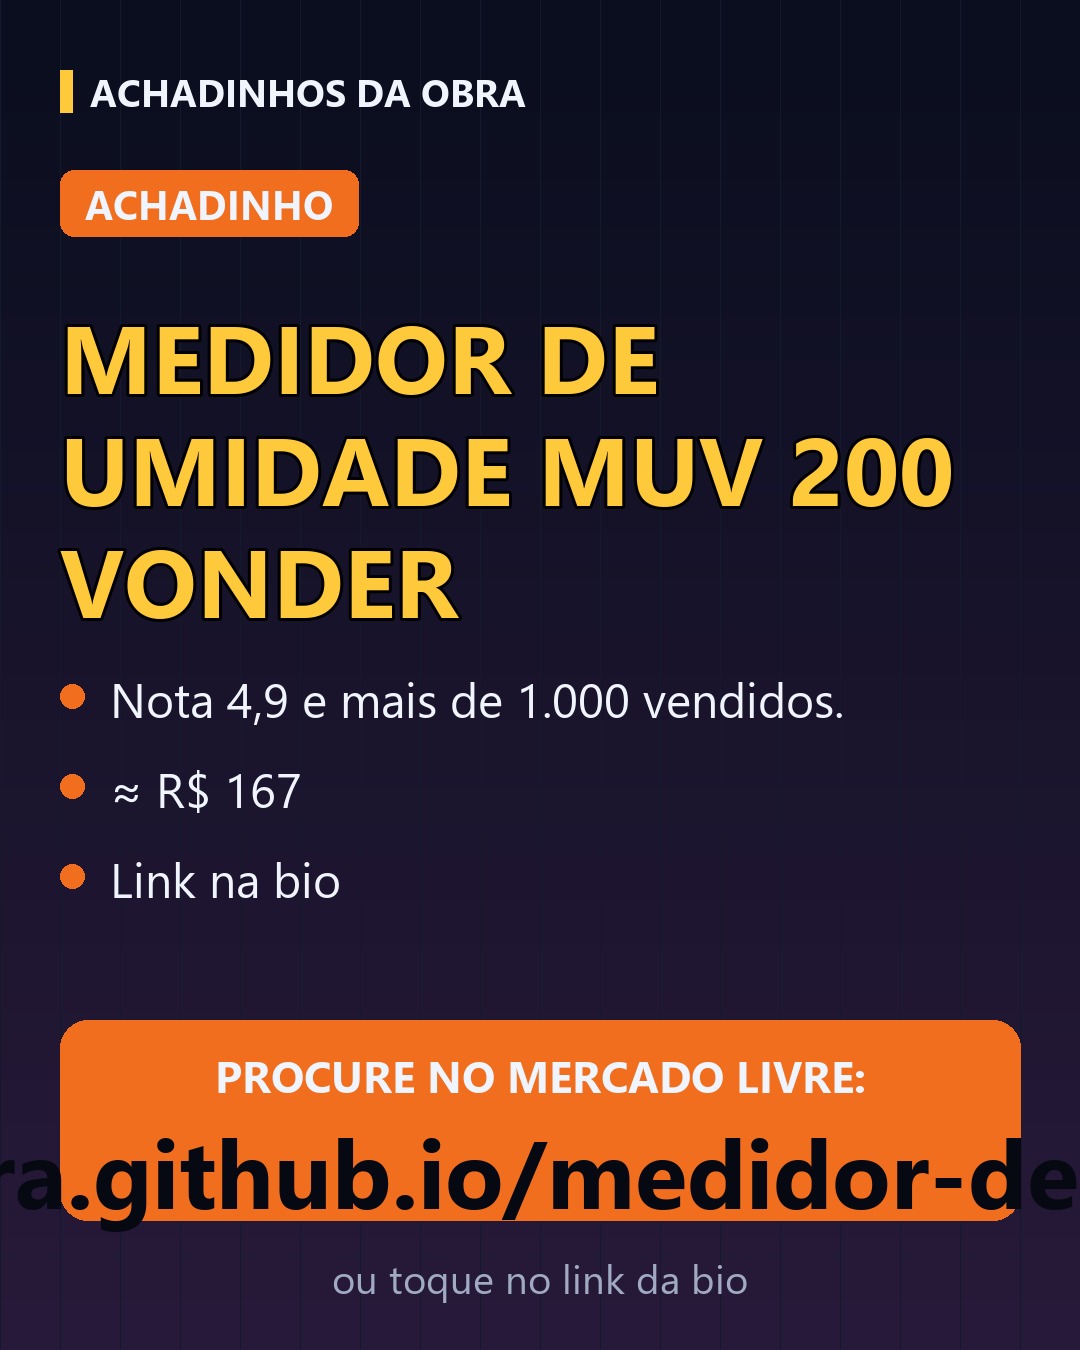 ACHADINHOS DA OBRA
ACHADINHO
MEDIDOR DE
UMIDADE MUV 200
VONDER
Nota 4,9 e mais de 1.000 vendidos.
≈ R$ 167
Link na bio
PROCURE NO MERCADO LIVRE:
ra.github.io/medidor-de
ou toque no link da bio